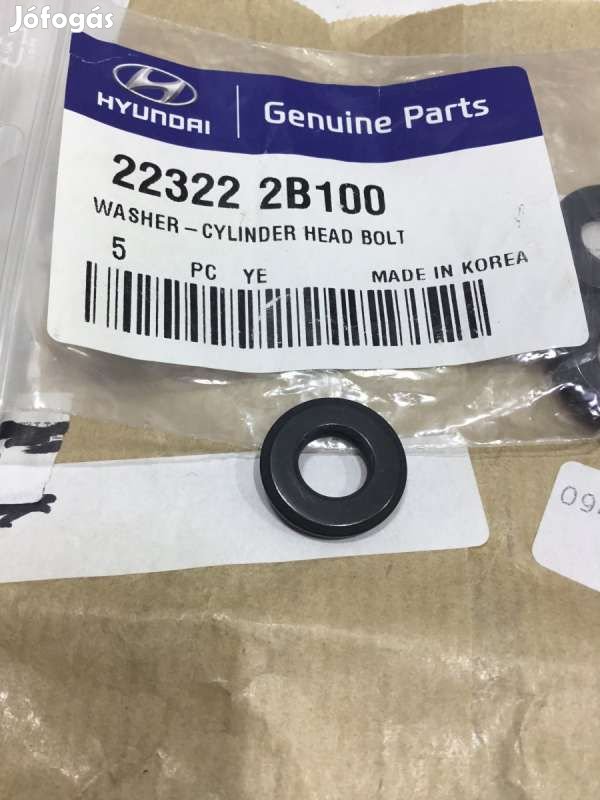 Jófogás
HYUNDAI
Genuine Parts
22322 2B100
WASHER-CYLINDER HEAD BOLT
5 PC YE MADE IN KOREA